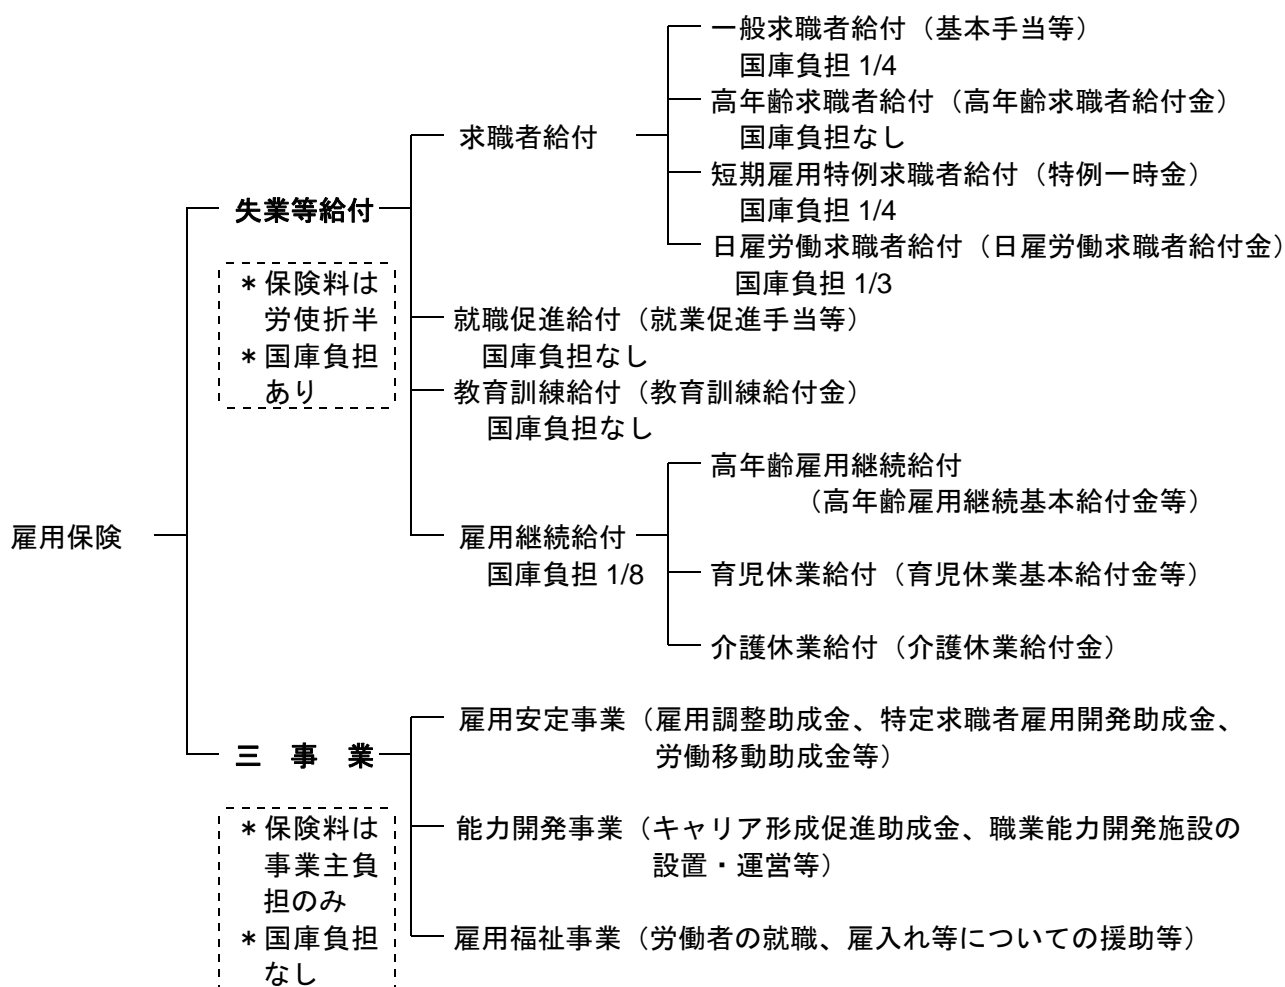 一般求職者給付（基本手当等）
国庫負担 1/4
高年齢求職者給付（高年齢求職者給付金）
国庫負担なし
求職者給付
短期雇用特例求職者給付（特例一時金）
国庫負担 1/4
日雇労働求職者給付（日雇労働求職者給付金）
国庫負担 1/3
失業等給付
＊保険料は
労使折半
＊国庫負担
あり
就職促進給付（就業促進手当等）
国庫負担なし
教育訓練給付（教育訓練給付金）
国庫負担なし
高年齢雇用継続給付
（高年齢雇用継続基本給付金等）
雇用保険
雇用継続給付
国庫負担 1/8
育児休業給付（育児休業基本給付金等）
介護休業給付（介護休業給付金）
雇用安定事業（雇用調整助成金、特定求職者雇用開発助成金、
労働移動助成金等）
三　事　業
＊保険料は
事業主負
担のみ
＊国庫負担
なし
能力開発事業（キャリア形成促進助成金、職業能力開発施設の
設置・運営等）
雇用福祉事業（労働者の就職、雇入れ等についての援助等）